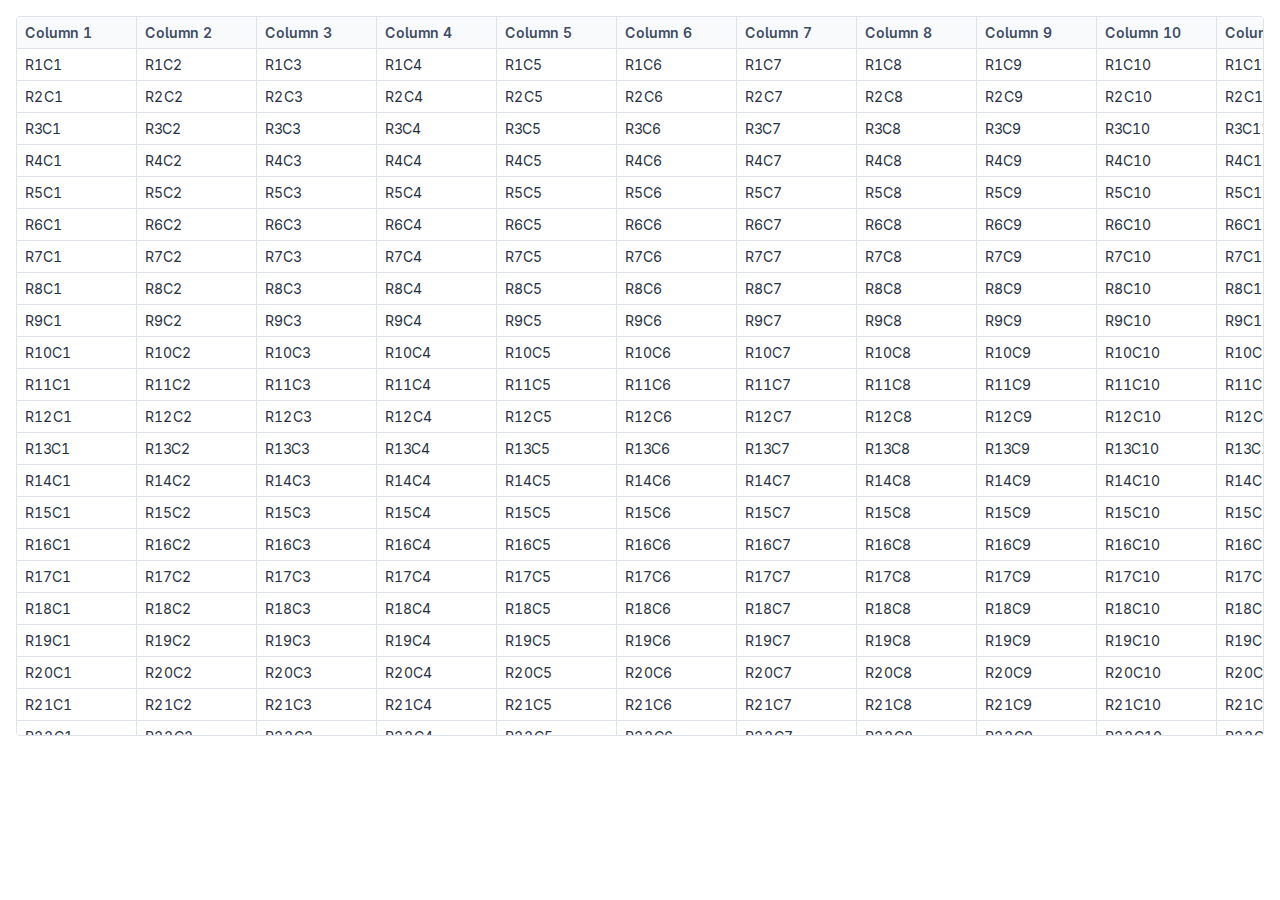 Column 1 Column 2 Column 3 Column 4 Column 5 Column 6 Column 7 Column 8 Column 9 Column 10
R1C1 R1C2 R1C3 R1C4 R1C5 R1C6 R1C7 R1C8 R1C9 R1C10
R2C1 R2C2 R2C3 R2C4 R2C5 R2C6 R2C7 R2C8 R2C9 R2C10
R3C1 R3C2 R3C3 R3C4 R3C5 R3C6 R3C7 R3C8 R3C9 R3C10
R4C1 R4C2 R4C3 R4C4 R4C5 R4C6 R4C7 R4C8 R4C9 R4C10
R5C1 R5C2 R5C3 R5C4 R5C5 R5C6 R5C7 R5C8 R5C9 R5C10
R6C1 R6C2 R6C3 R6C4 R6C5 R6C6 R6C7 R6C8 R6C9 R6C10
R7C1 R7C2 R7C3 R7C4 R7C5 R7C6 R7C7 R7C8 R7C9 R7C10
R8C1 R8C2 R8C3 R8C4 R8C5 R8C6 R8C7 R8C8 R8C9 R8C10
R9C1 R9C2 R9C3 R9C4 R9C5 R9C6 R9C7 R9C8 R9C9 R9C10
R10C1 R10C2 R10C3 R10C4 R10C5 R10C6 R10C7 R10C8 R10C9 R10C10
R11C1 R11C2 R11C3 R11C4 R11C5 R11C6 R11C7 R11C8 R11C9 R11C10
R12C1 R12C2 R12C3 R12C4 R12C5 R12C6 R12C7 R12C8 R12C9 R12C10
R13C1 R13C2 R13C3 R13C4 R13C5 R13C6 R13C7 R13C8 R13C9 R13C10
R14C1 R14C2 R14C3 R14C4 R14C5 R14C6 R14C7 R14C8 R14C9 R14C10
R15C1 R15C2 R15C3 R15C4 R15C5 R15C6 R15C7 R15C8 R15C9 R15C10
R16C1 R16C2 R16C3 R16C4 R16C5 R16C6 R16C7 R16C8 R16C9 R16C10
R17C1 R17C2 R17C3 R17C4 R17C5 R17C6 R17C7 R17C8 R17C9 R17C10
R18C1 R18C2 R18C3 R18C4 R18C5 R18C6 R18C7 R18C8 R18C9 R18C10
R19C1 R19C2 R19C3 R19C4 R19C5 R19C6 R19C7 R19C8 R19C9 R19C10
R20C1 R20C2 R20C3 R20C4 R20C5 R20C6 R20C7 R20C8 R20C9 R20C10
R21C1 R21C2 R21C3 R21C4 R21C5 R21C6 R21C7 R21C8 R21C9 R21C10